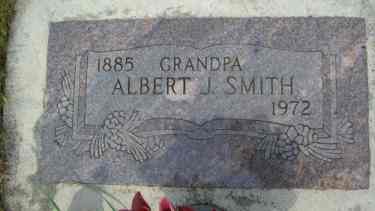 1885 GRANDPA
ALBERT J. SMITH
1972